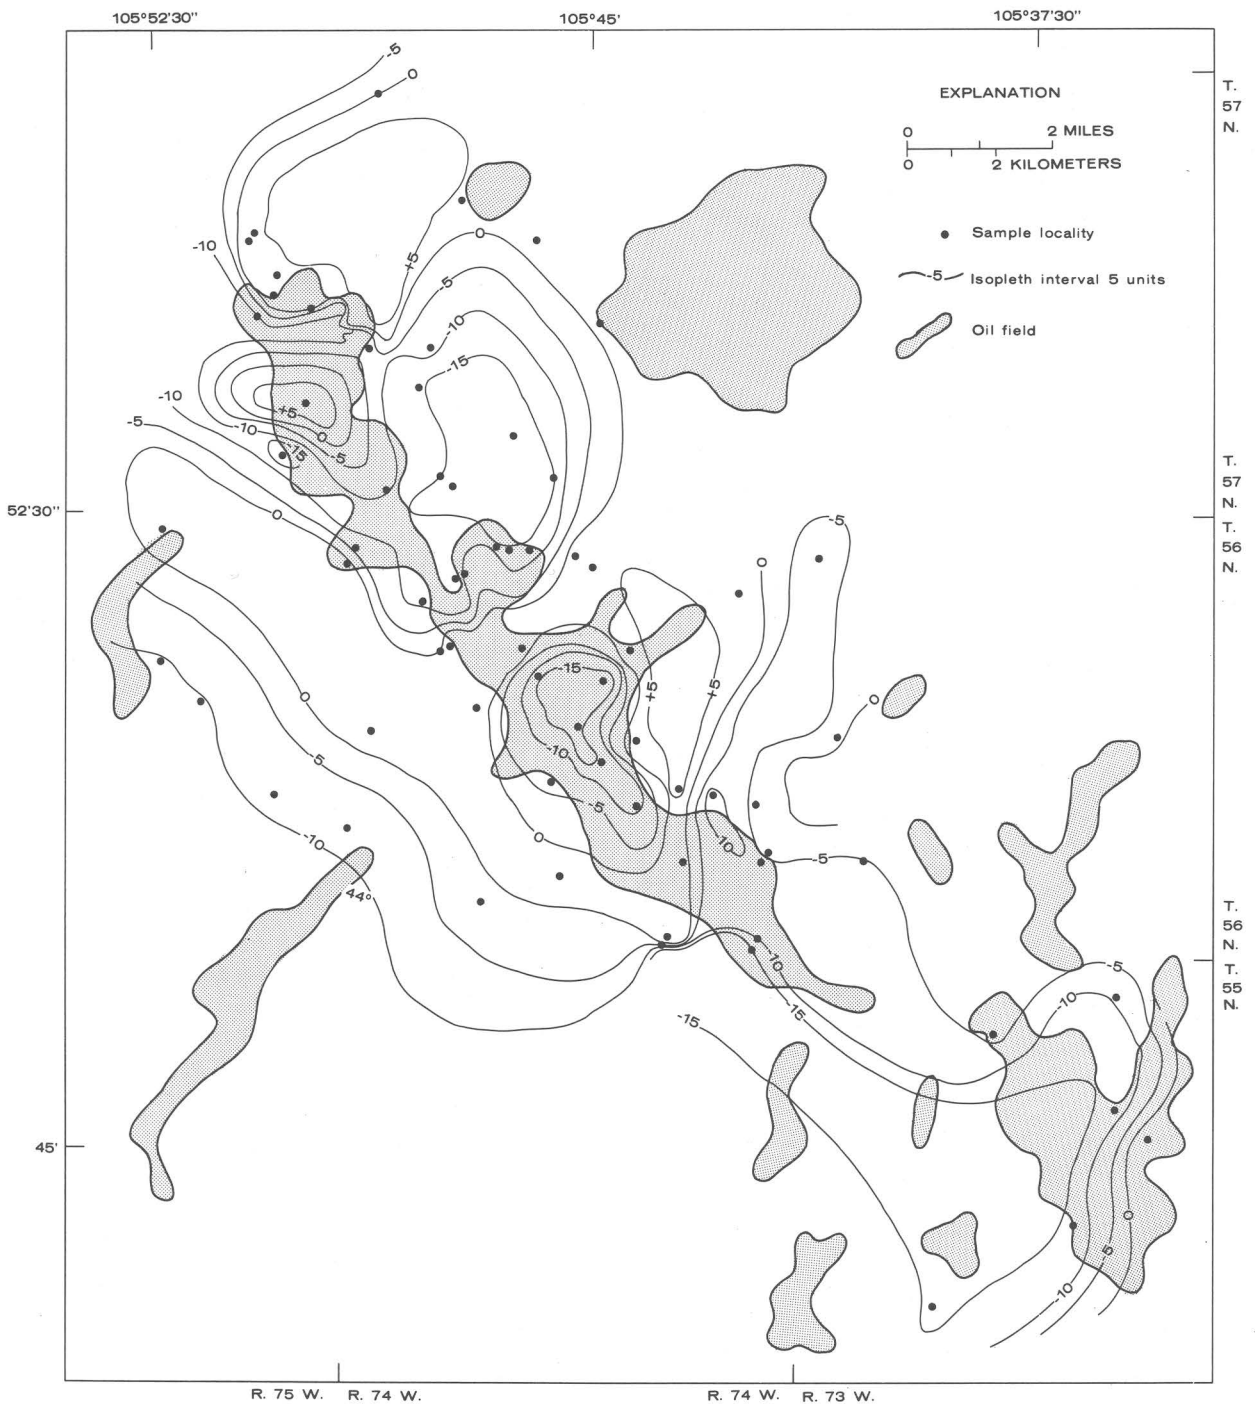 105°52'30"
105°45'
105°37'30"
-5
0
EXPLANATION
T.
57
N.
0
2 MILES
0
2 KILOMETERS
Sample locality
-5
Isopleth interval 5 units
Oil field
-10
+5
0
-5
-10
-15
-10
+5
-5
-10
0
-15
-5
T.
57
N.
52'30"
0
-5
T.
56
N.
0
-15
+5
+5
0
0
-10
-5
-5
0
-10
-5
10
44°
T.
56
N.
-10
-5
T.
55
N.
-10
-15
-15
45'
0
-5
-10
R. 75 W.
R. 74 W.
R. 74 W.
R. 73 W.